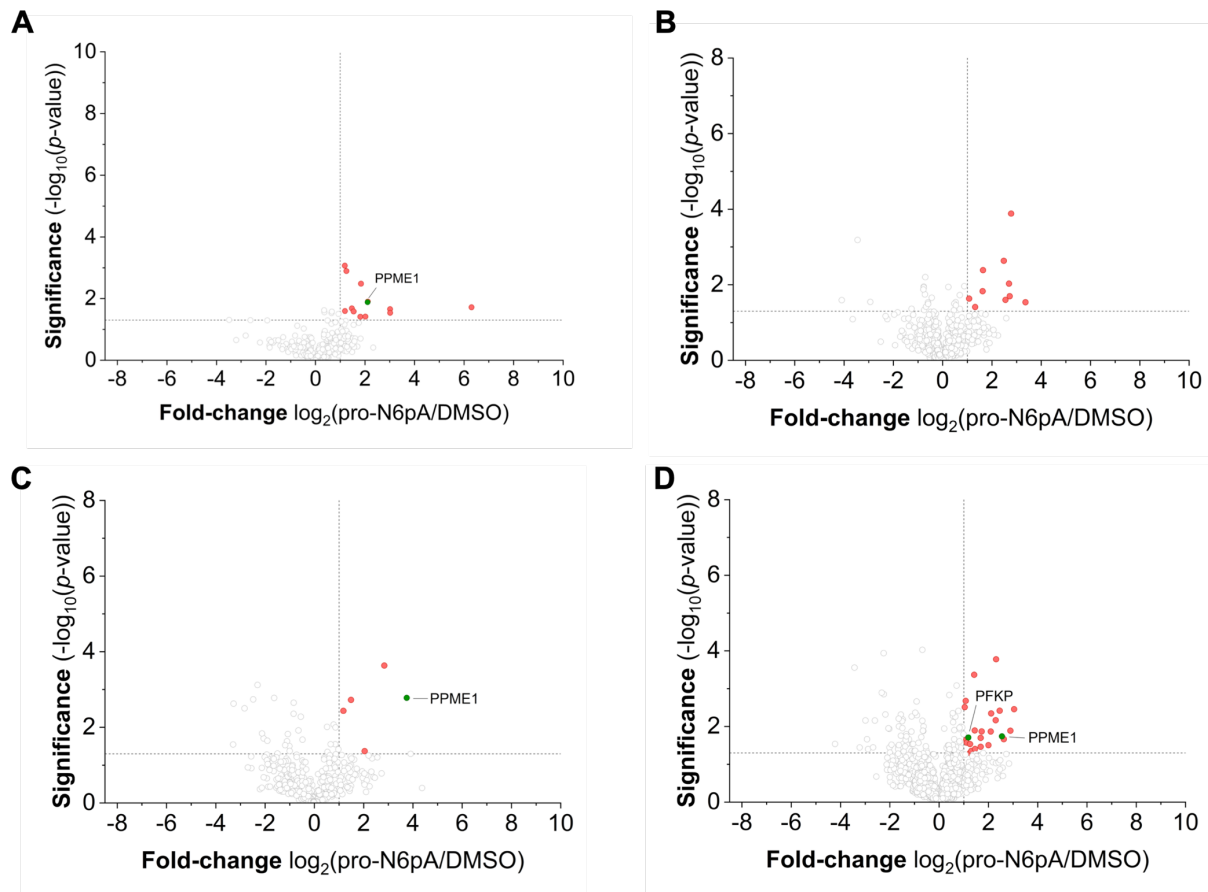 A
Significance (-log₁₀(p-value))
10
8
6
4
2
0
PPME1
-8 -6 -4 -2 0 2 4 6 8 10
Fold-change log₂(pro-N6pA/DMSO)
B
Significance (-log₁₀(p-value))
8
6
4
2
0
-8 -6 -4 -2 0 2 4 6 8 10
Fold-change log₂(pro-N6pA/DMSO)
C
Significance (-log₁₀(p-value))
8
6
4
2
0
PPME1
-8 -6 -4 -2 0 2 4 6 8 10
Fold-change log₂(pro-N6pA/DMSO)
D
Significance (-log₁₀(p-value))
8
6
4
2
0
PFKP
PPME1
-8 -6 -4 -2 0 2 4 6 8 10
Fold-change log₂(pro-N6pA/DMSO)